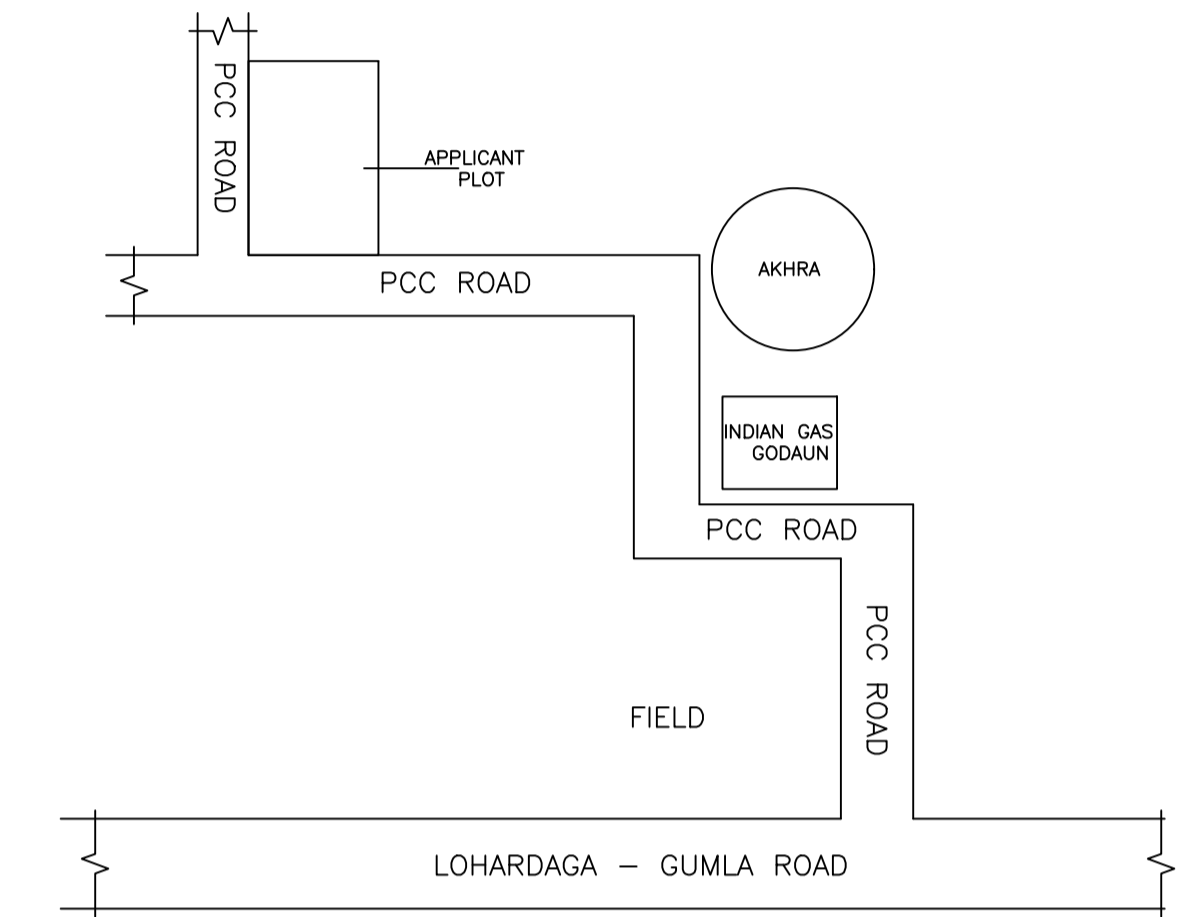 PCC ROAD
APPLICANT
PLOT
AKHRA
PCC ROAD
INDIAN GAS
GODAUN
PCC ROAD
PCC ROAD
FIELD
LOHARDAGA – GUMLA ROAD